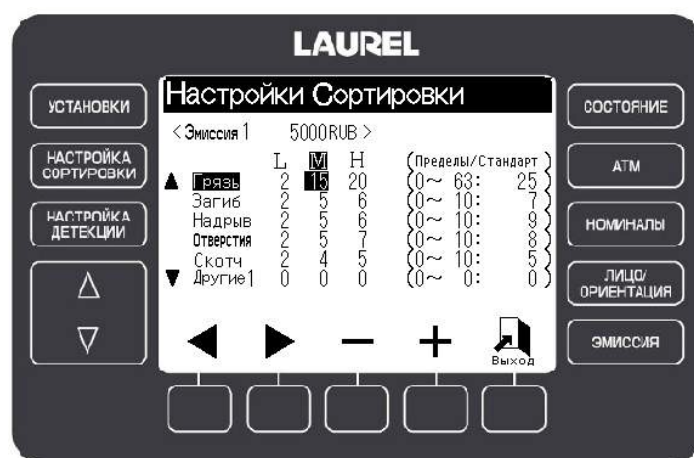 LAUREL
УСТАНОВКИ
НАСТРОЙКА
СОРТИРОВКИ
НАСТРОЙКА
ДЕТЕКЦИИ
Настройки Сортировки
<Эмиссия 1 5000RUB >
L M H (Пределы/Стандарт)
▲ Грязь 2 15 20 (0~ 63: 25)
Загиб 2 5 6 (0~ 10: 7)
Надрыв 2 5 6 (0~ 10: 9)
Отверстия 2 5 7 (0~ 10: 8)
Скотч 2 4 5 (0~ 10: 5)
▼ Другие1 0 0 0 (0~ 0: 0)
Выход
СОСТОЯНИЕ
ATM
НОМИНАЛЫ
ЛИЦО/
ОРИЕНТАЦИЯ
ЭМИССИЯ